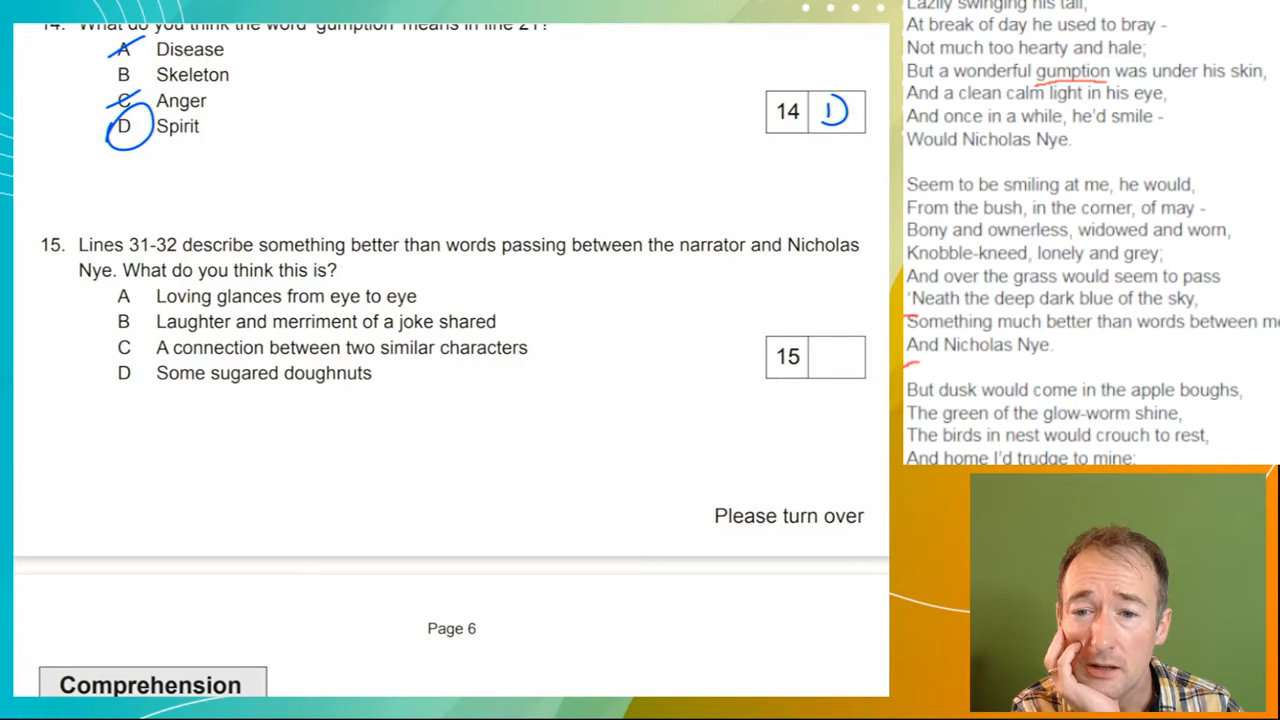 14. What do you think the word 'gumption' means in line 21?
A Disease
B Skeleton
C Anger
D Spirit
14 D
15. Lines 31-32 describe something better than words passing between the narrator and Nicholas
Nye. What do you think this is?
A Loving glances from eye to eye
B Laughter and merriment of a joke shared
C A connection between two similar characters
D Some sugared doughnuts
15
Please turn over
Page 6
Comprehension
Lazily swinging his tail,
At break of day he used to bray -
Not much too hearty and hale;
But a wonderful gumption was under his skin,
And a clean calm light in his eye,
And once in a while, he'd smile -
Would Nicholas Nye.
Seem to be smiling at me, he would,
From the bush, in the corner, of may -
Bony and ownerless, widowed and worn,
Knobble-kneed, lonely and grey;
And over the grass would seem to pass
'Neath the deep dark blue of the sky,
Something much better than words between me
And Nicholas Nye.
But dusk would come in the apple boughs,
The green of the glow-worm shine,
The birds in nest would crouch to rest,
And home I'd trudge to mine;